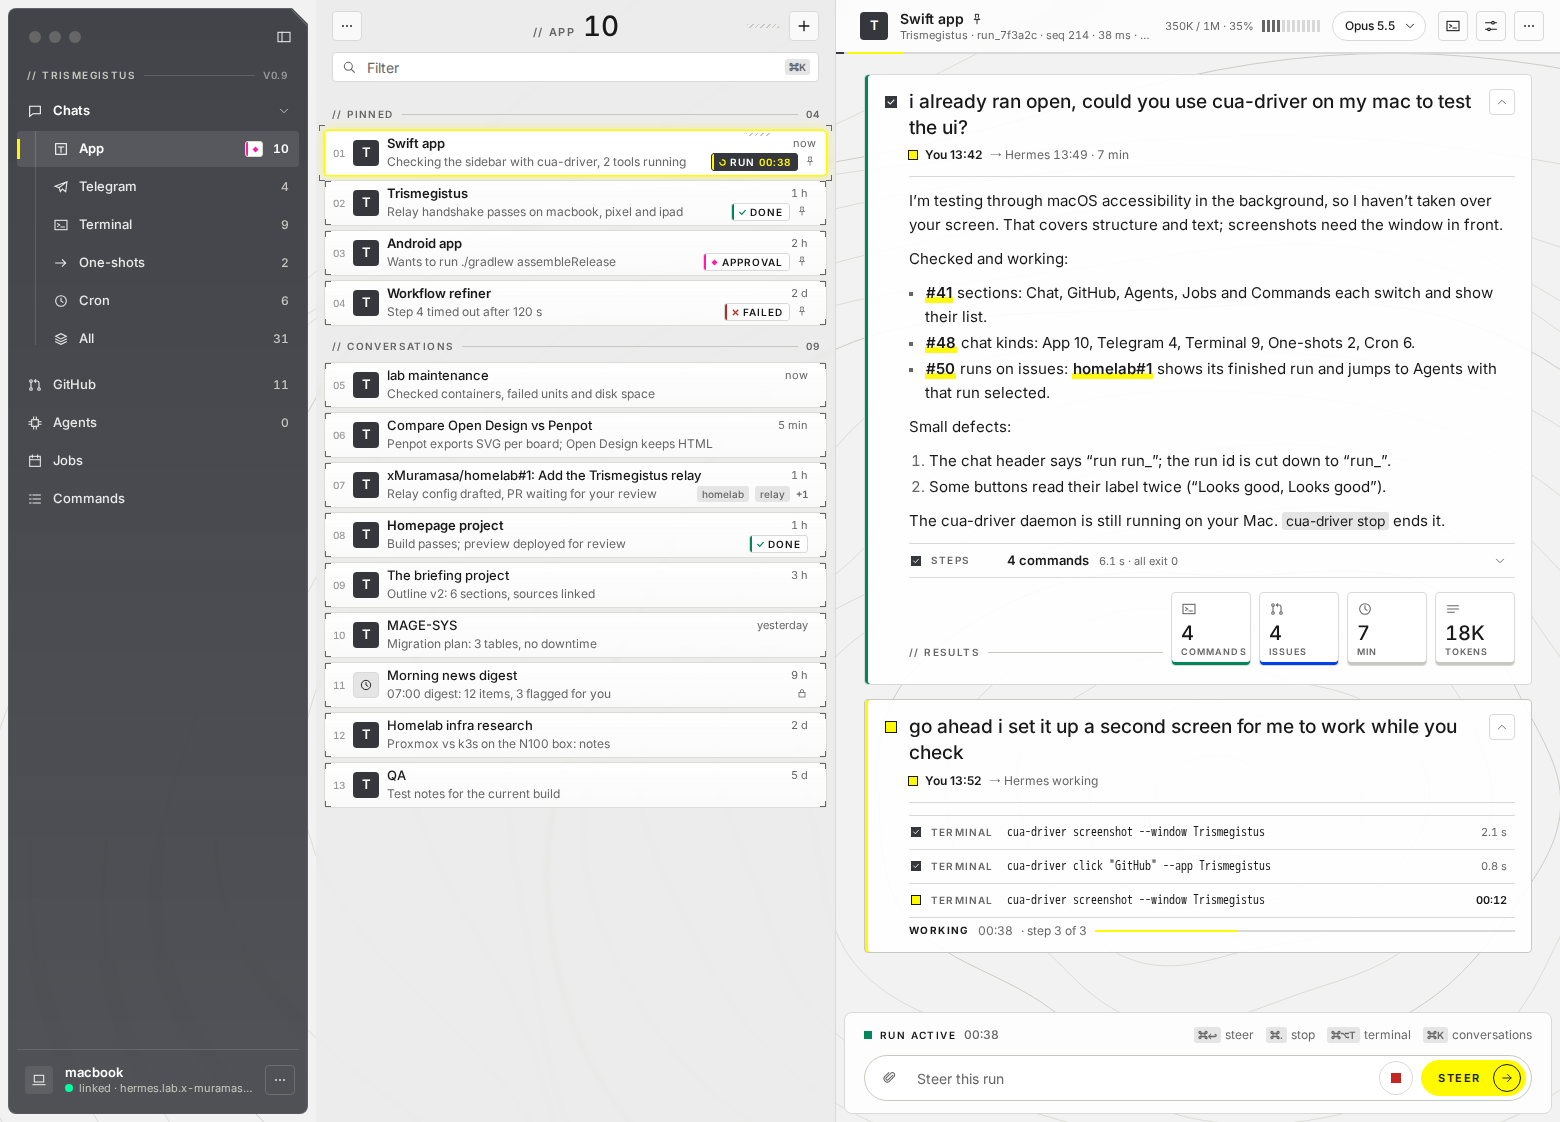 // TRISMEGISTUS V0.9
Chats
App 10
Telegram 4
Terminal 9
One-shots 2
Cron 6
All 31
GitHub 11
Agents 0
Jobs
Commands
macbook
linked · hermes.lab.x-muramas…
// APP 10
Filter ⌘K
// PINNED 04
01 T Swift app now
Checking the sidebar with cua-driver, 2 tools running RUN 00:38
02 T Trismegistus 1 h
Relay handshake passes on macbook, pixel and ipad DONE
03 T Android app 2 h
Wants to run ./gradlew assembleRelease APPROVAL
04 T Workflow refiner 2 d
Step 4 timed out after 120 s FAILED
// CONVERSATIONS 09
05 T lab maintenance now
Checked containers, failed units and disk space
06 T Compare Open Design vs Penpot 5 min
Penpot exports SVG per board; Open Design keeps HTML
07 T xMuramasa/homelab#1: Add the Trismegistus relay 1 h
Relay config drafted, PR waiting for your review homelab relay +1
08 T Homepage project 1 h
Build passes; preview deployed for review DONE
09 T The briefing project 3 h
Outline v2: 6 sections, sources linked
10 T MAGE-SYS yesterday
Migration plan: 3 tables, no downtime
11 Morning news digest 9 h
07:00 digest: 12 items, 3 flagged for you
12 T Homelab infra research 2 d
Proxmox vs k3s on the N100 box: notes
13 T QA 5 d
Test notes for the current build
T Swift app
Trismegistus · run_7f3a2c · seq 214 · 38 ms · …
350K / 1M · 35%
Opus 5.5
i already ran open, could you use cua-driver on my mac to test
the ui?
You 13:42 → Hermes 13:49 · 7 min
I’m testing through macOS accessibility in the background, so I haven’t taken over
your screen. That covers structure and text; screenshots need the window in front.
Checked and working:
#41 sections: Chat, GitHub, Agents, Jobs and Commands each switch and show
their list.
#48 chat kinds: App 10, Telegram 4, Terminal 9, One-shots 2, Cron 6.
#50 runs on issues: homelab#1 shows its finished run and jumps to Agents with
that run selected.
Small defects:
1. The chat header says “run run_”; the run id is cut down to “run_”.
2. Some buttons read their label twice (“Looks good, Looks good”).
The cua-driver daemon is still running on your Mac. cua-driver stop ends it.
STEPS 4 commands 6.1 s · all exit 0
// RESULTS
4 COMMANDS
4 ISSUES
7 MIN
18K TOKENS
go ahead i set it up a second screen for me to work while you
check
You 13:52 → Hermes working
TERMINAL cua-driver screenshot --window Trismegistus 2.1 s
TERMINAL cua-driver click "GitHub" --app Trismegistus 0.8 s
TERMINAL cua-driver screenshot --window Trismegistus 00:12
WORKING 00:38 · step 3 of 3
RUN ACTIVE 00:38
⌘↩ steer ⌘. stop ⌘⌥T terminal ⌘K conversations
Steer this run
STEER